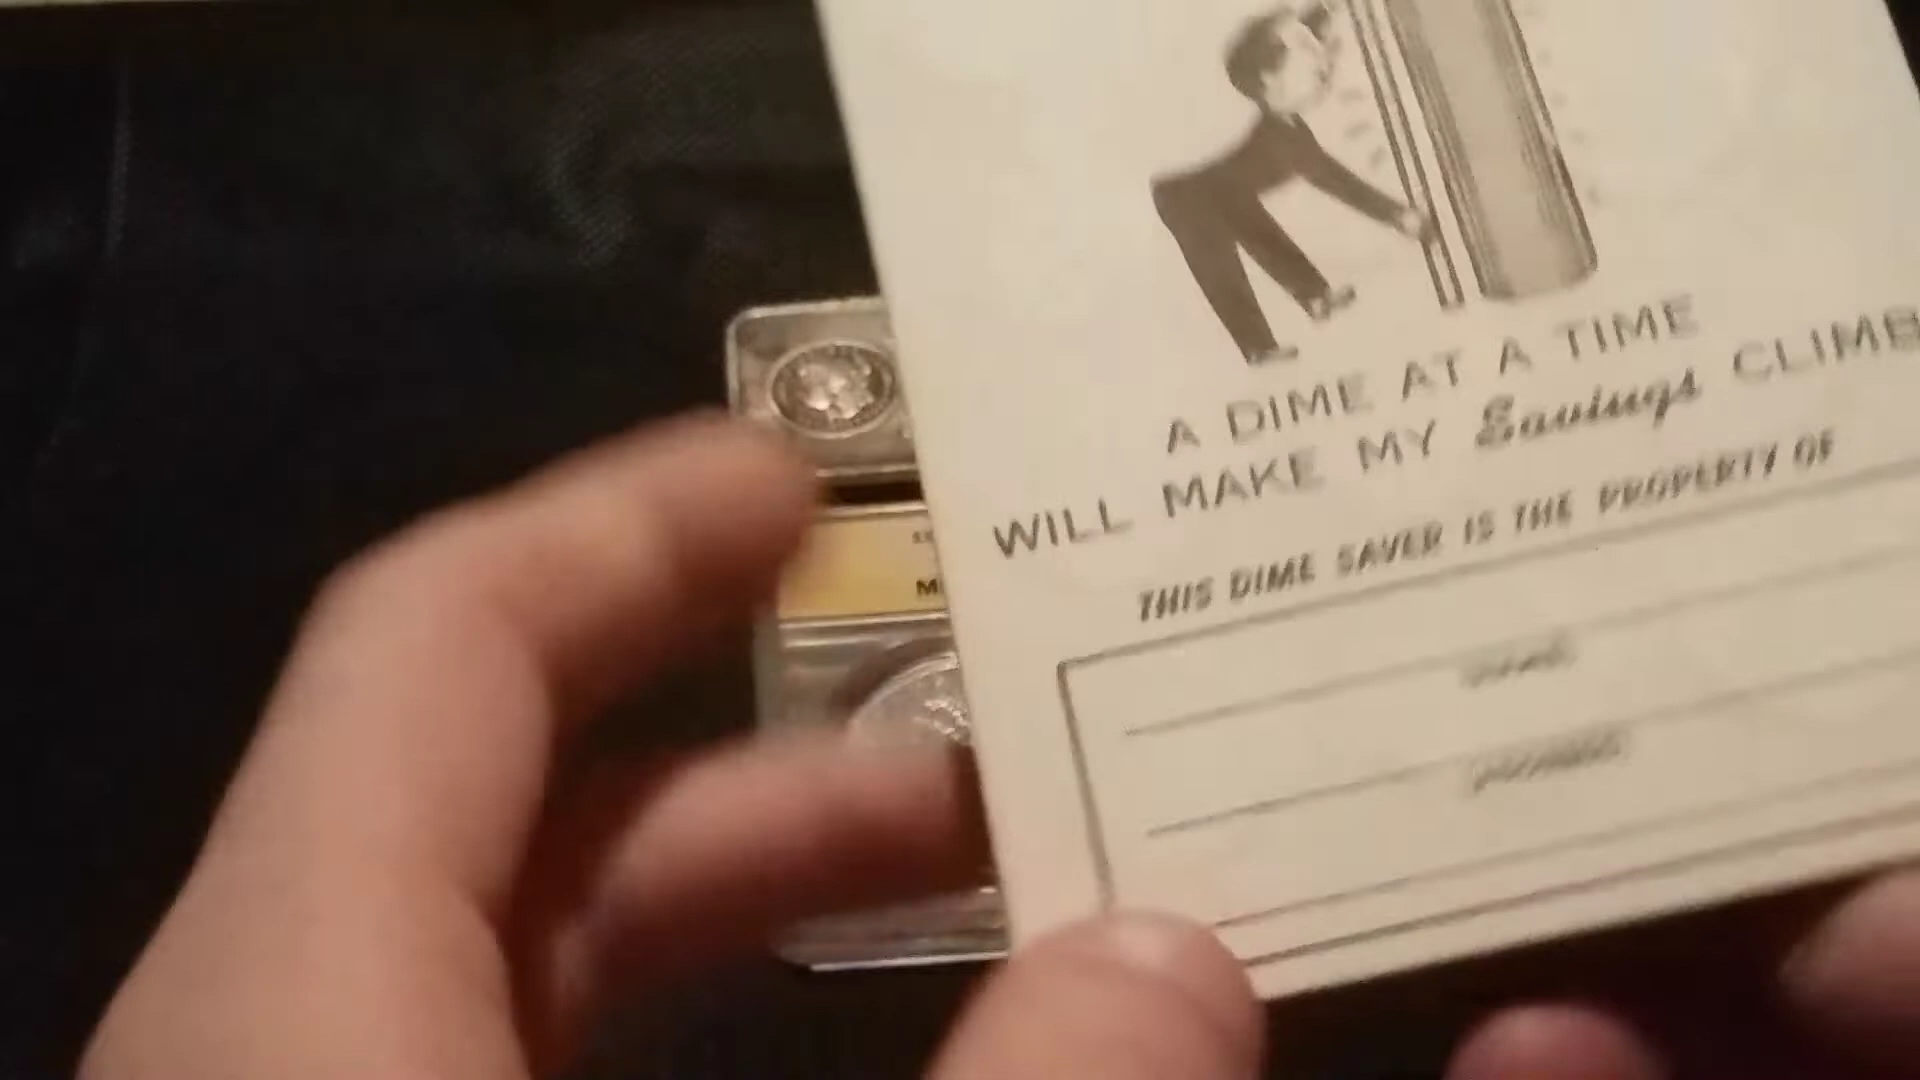 A DIME AT A TIME
WILL MAKE MY Savings CLIMB
THIS DIME SAVER IS THE PROPERTY OF